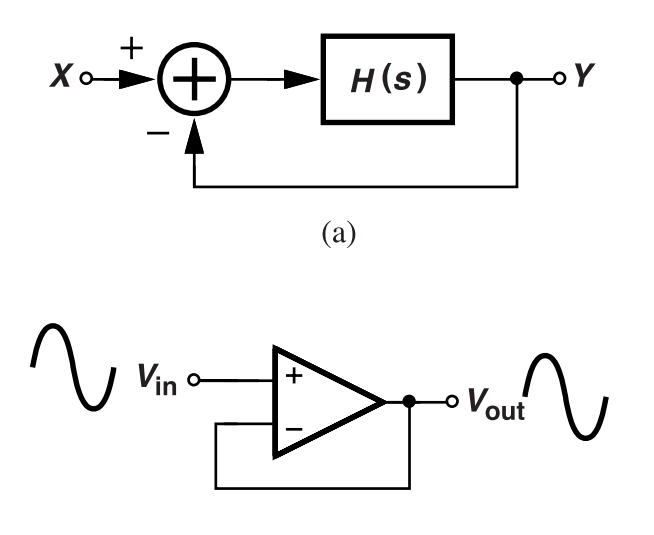 +
X H(s) Y
−
(a)
Vin + Vout
−